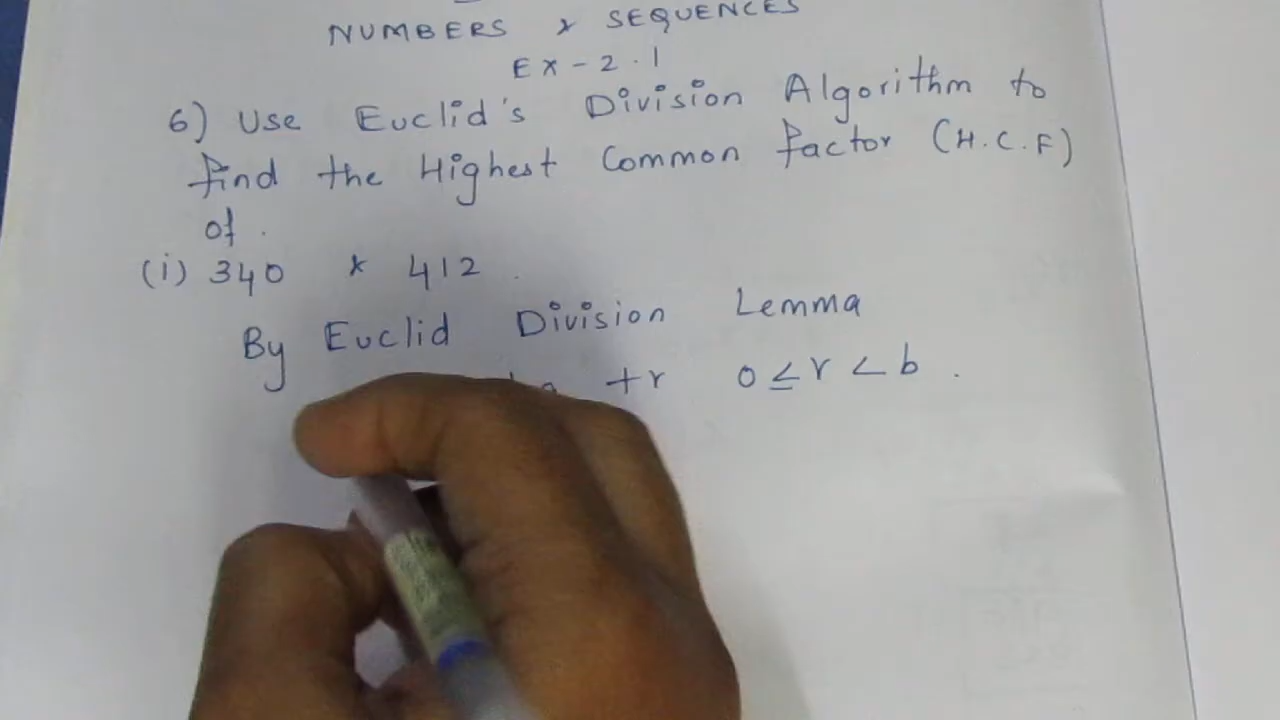 NUMBERS & SEQUENCES
EX-2.1
6) Use Euclid's Division Algorithm to
find the Highest Common factor (H.C.F)
of.
(i) 340 & 412.
By Euclid Division Lemma
+r 0≤r<b.